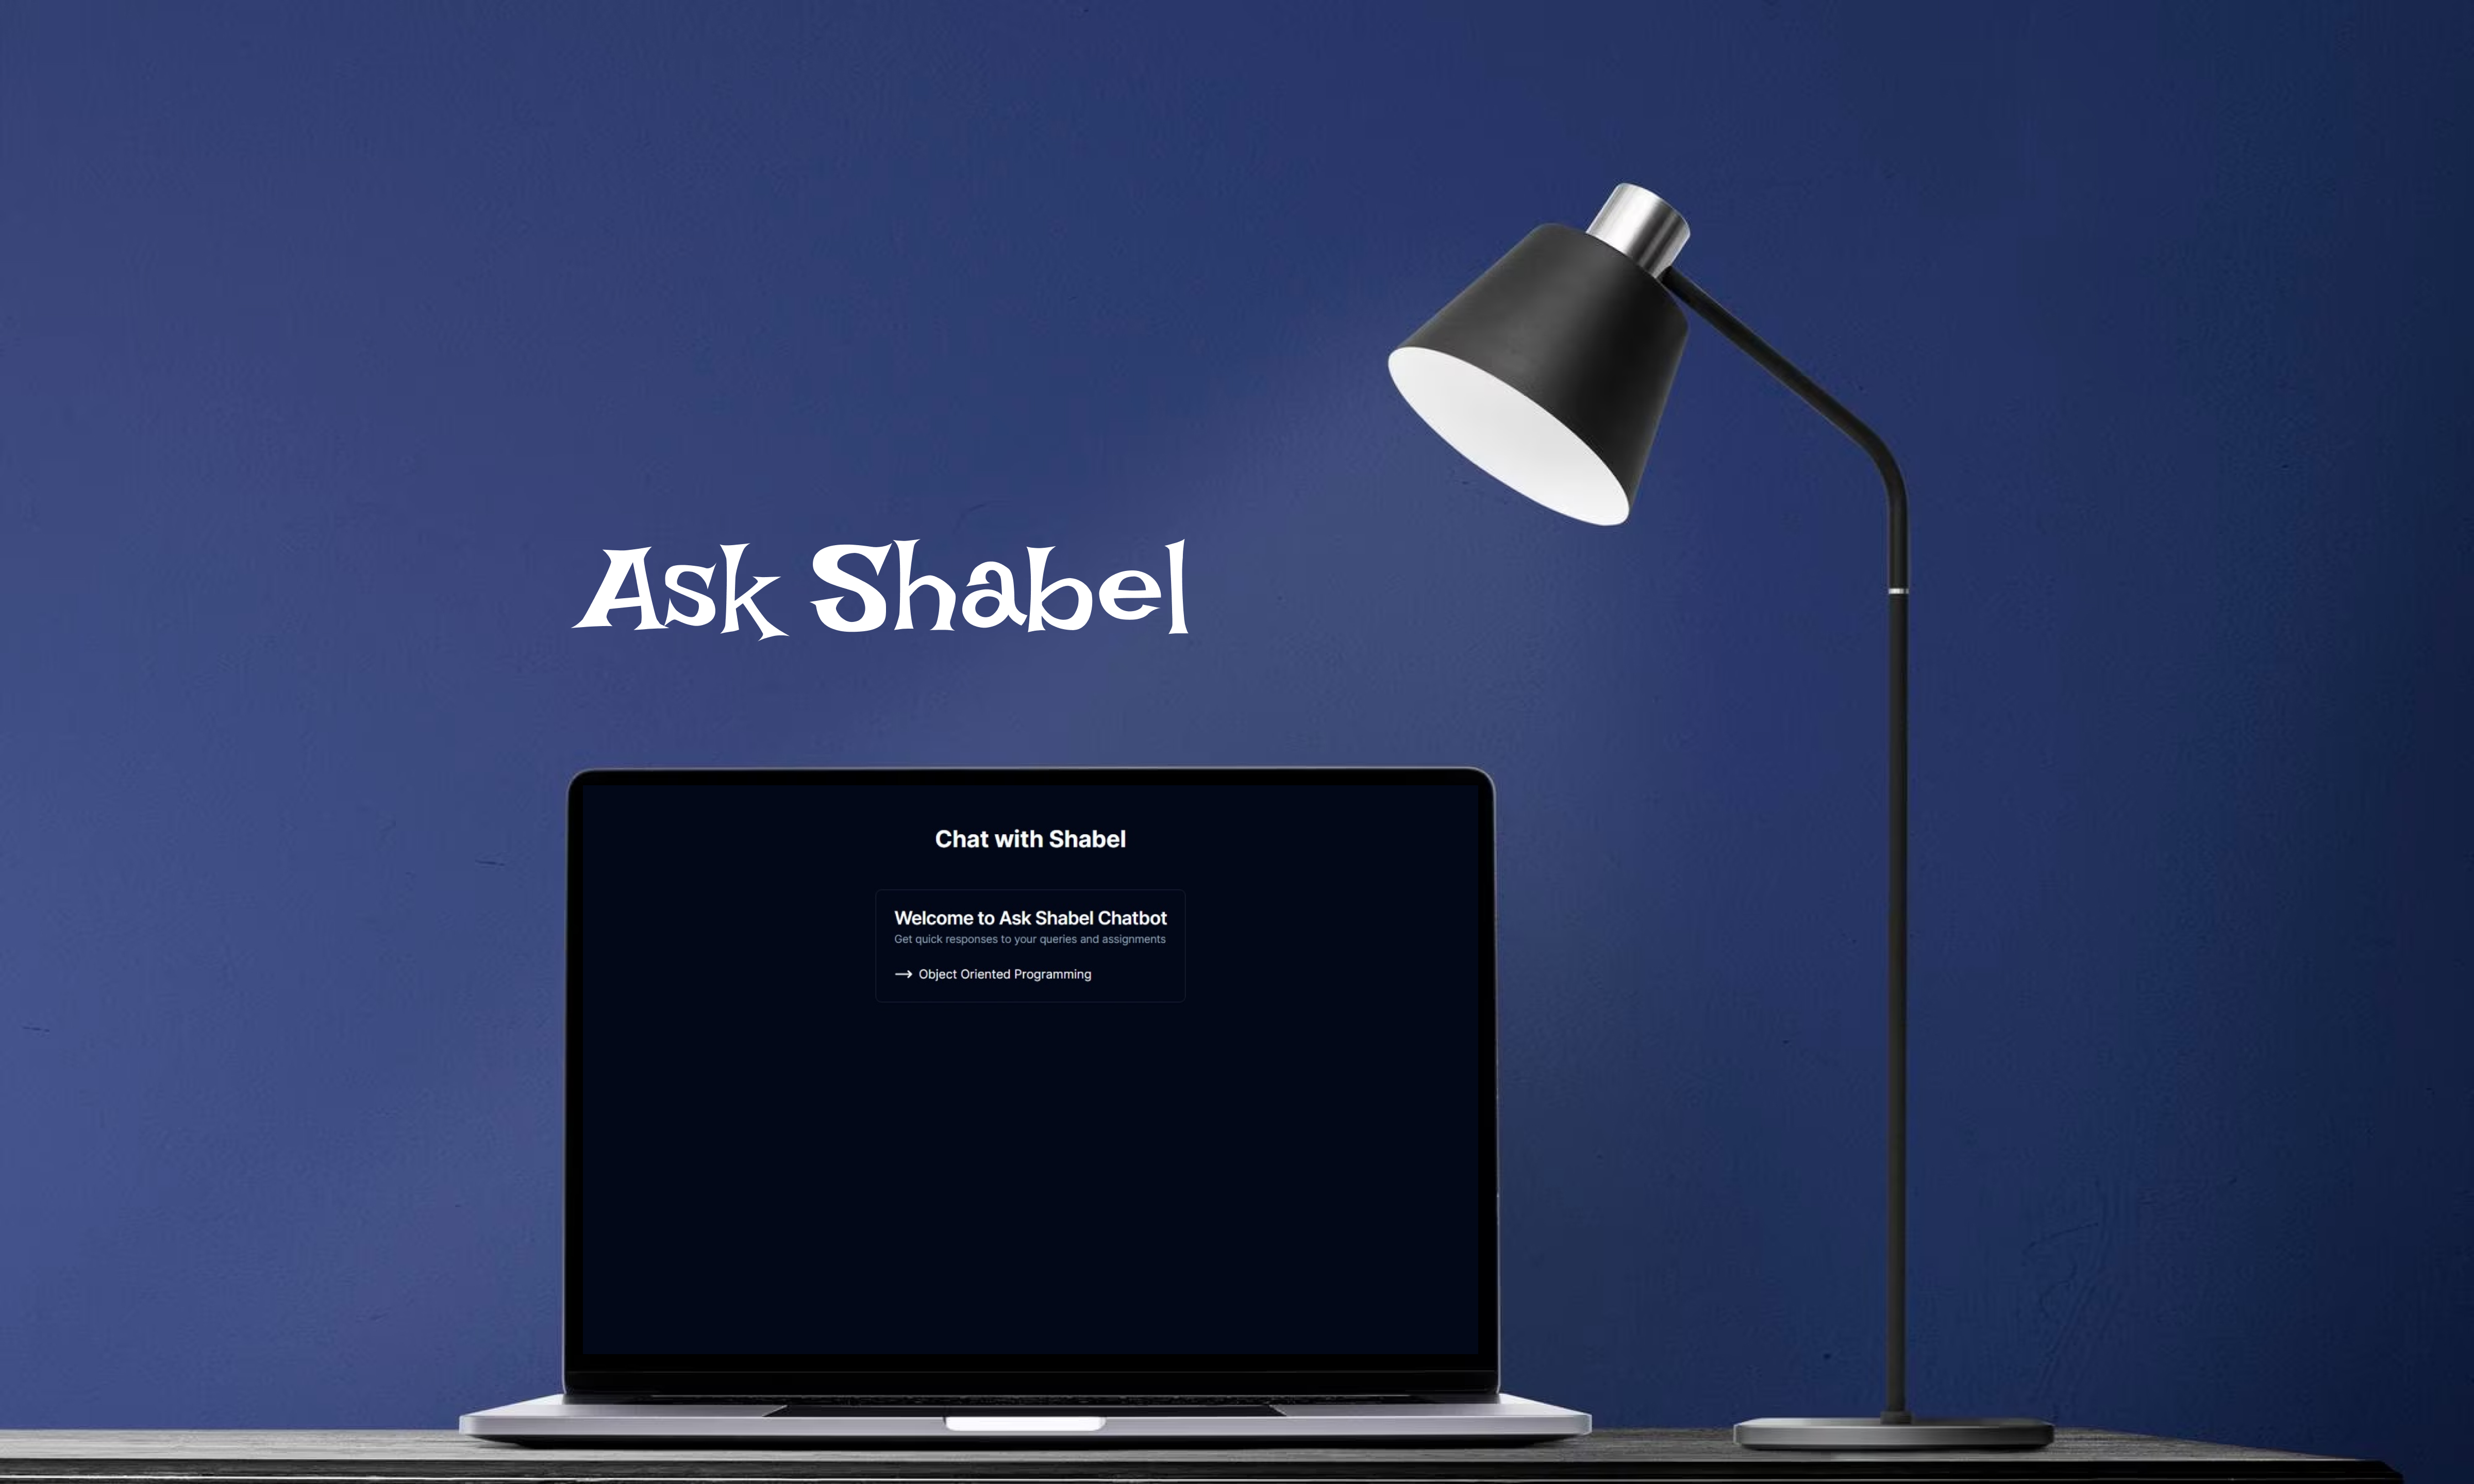 Ask Shabel
Chat with Shabel
Welcome to Ask Shabel Chatbot
Get quick responses to your queries and assignments
→ Object Oriented Programming